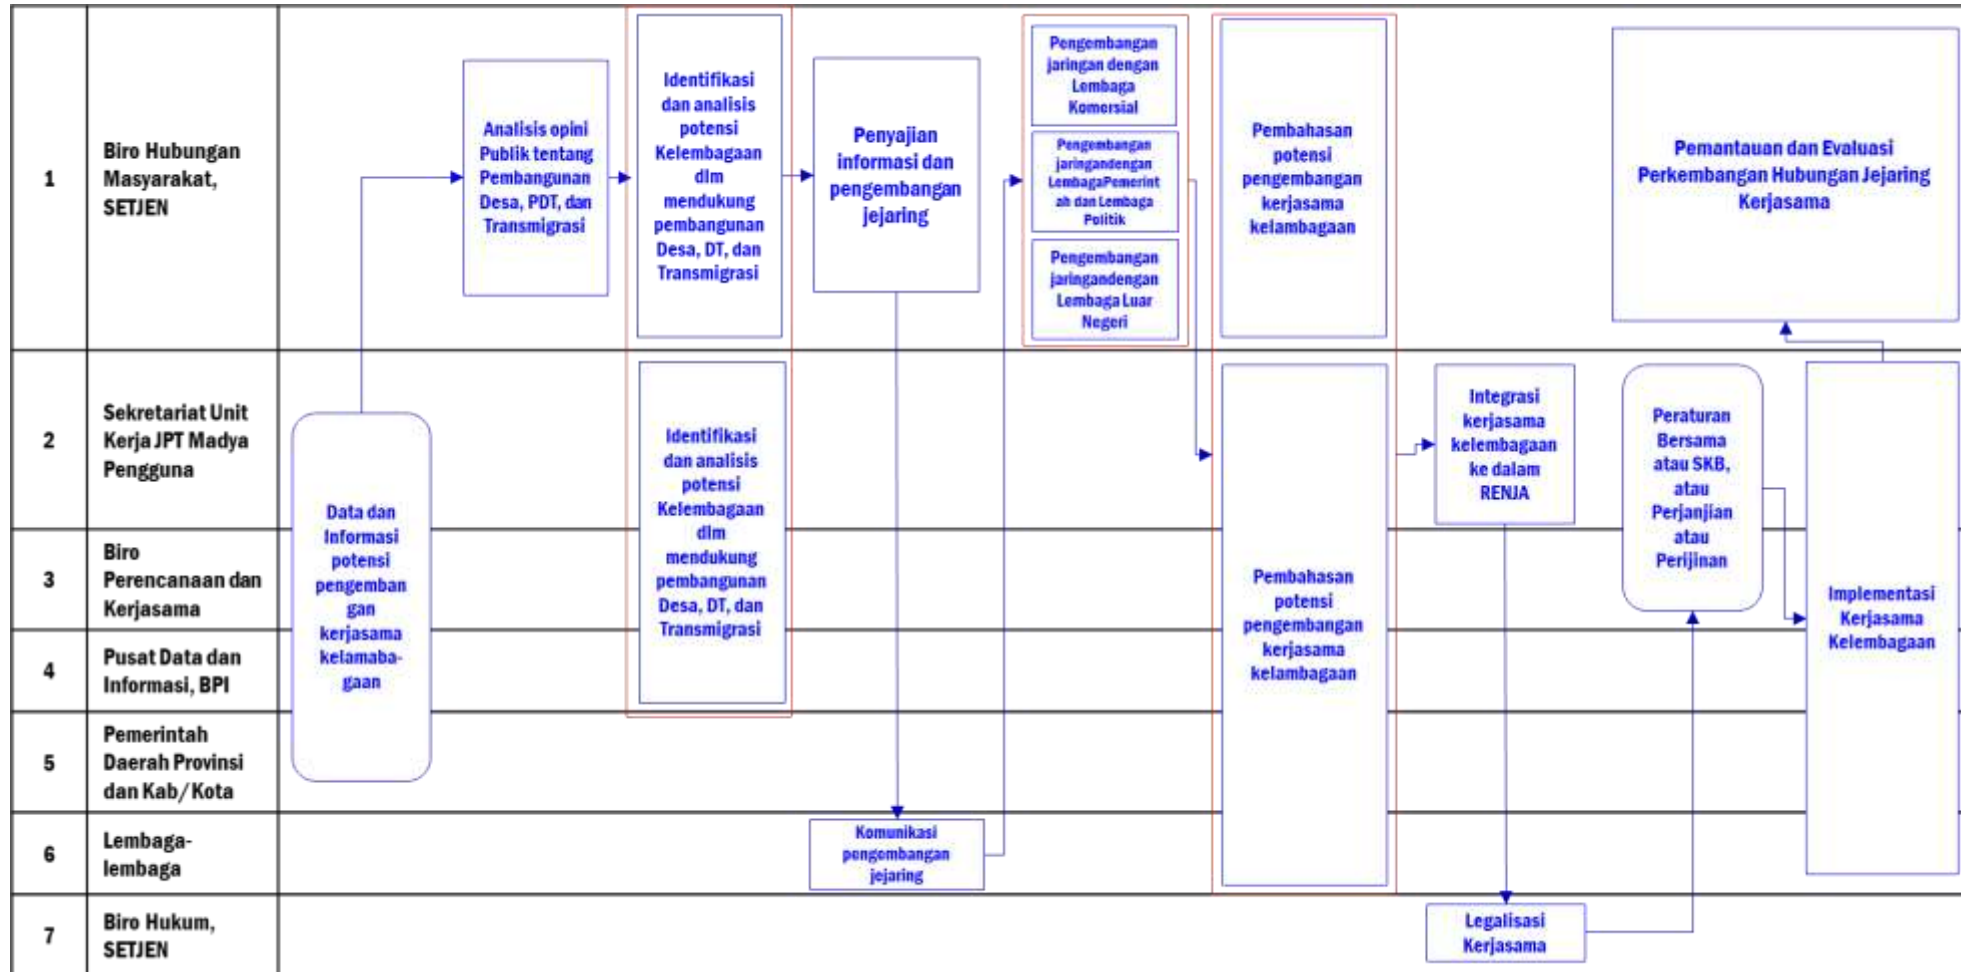 1
Biro Hubungan
Masyarakat,
SETJEN
Analisis opini
Publik tentang
Pembangunan
Desa, PDT, dan
Transmigrasi
Identifikasi
dan analisis
potensi
Kelembagaan
dlm
mendukung
pembangunan
Desa, DT, dan
Transmigrasi
Penyajian
informasi dan
pengembangan
jejaring
Pengembangan
jaringan dengan
Lembaga
Komersial
Pengembangan
jaringandengan
LembagaPemerint
ah dan Lembaga
Politik
Pengembangan
jaringandengan
Lembaga Luar
Negeri
Pembahasan
potensi
pengembangan
kerjasama
kelambagaan
Pemantauan dan Evaluasi
Perkembangan Hubungan Jejaring
Kerjasama
2
Sekretariat Unit
Kerja JPT Madya
Pengguna
Data dan
Informasi
potensi
pengemban
gan
kerjasama
kelamaba-
gaan
Identifikasi
dan analisis
potensi
Kelembagaan
dlm
mendukung
pembangunan
Desa, DT, dan
Transmigrasi
Pembahasan
potensi
pengembangan
kerjasama
kelambagaan
Integrasi
kerjasama
kelembagaan
ke dalam
RENJA
Peraturan
Bersama
atau SKB,
atau
Perjanjian
atau
Perijinan
Implementasi
Kerjasama
Kelembagaan
3
Biro
Perencanaan dan
Kerjasama
4
Pusat Data dan
Informasi, BPI
5
Pemerintah
Daerah Provinsi
dan Kab/Kota
6
Lembaga-
lembaga
Komunikasi
pengembangan
jejaring
7
Biro Hukum,
SETJEN
Legalisasi
Kerjasama